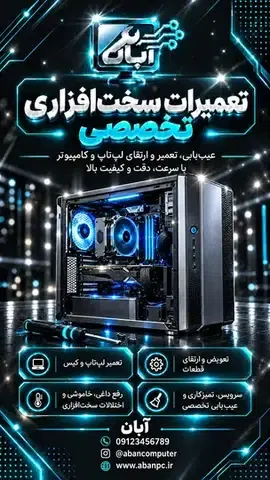 آبان
تعمیرات سخت‌افزاری
تخصصی
عیب‌یابی، تعمیر و ارتقای لپ‌تاپ و کامپیوتر
با سرعت، دقت و کیفیت بالا
تعویض و ارتقای
قطعات
تعمیر لپ‌تاپ و کیس
سرویس، تمیزکاری و
عیب‌یابی تخصصی
رفع داغی، خاموشی و
اختلالات سخت‌افزاری
آبان
09123456789
@abancomputer
www.abanpc.ir